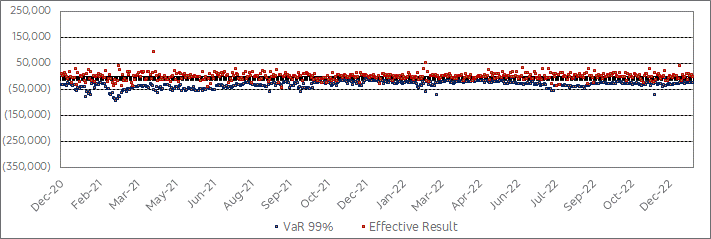 250,000
150,000
50,000
(50,000)
(150,000)
(250,000)
(350,000)
Dec-20
Feb-21
Mar-21
May-21
Jun-21
Aug-21
Sep-21
Oct-21
Dec-21
Jan-22
Mar-22
Apr-22
Jun-22
Jul-22
Sep-22
Oct-22
Dec-22
VaR 99%
Effective Result